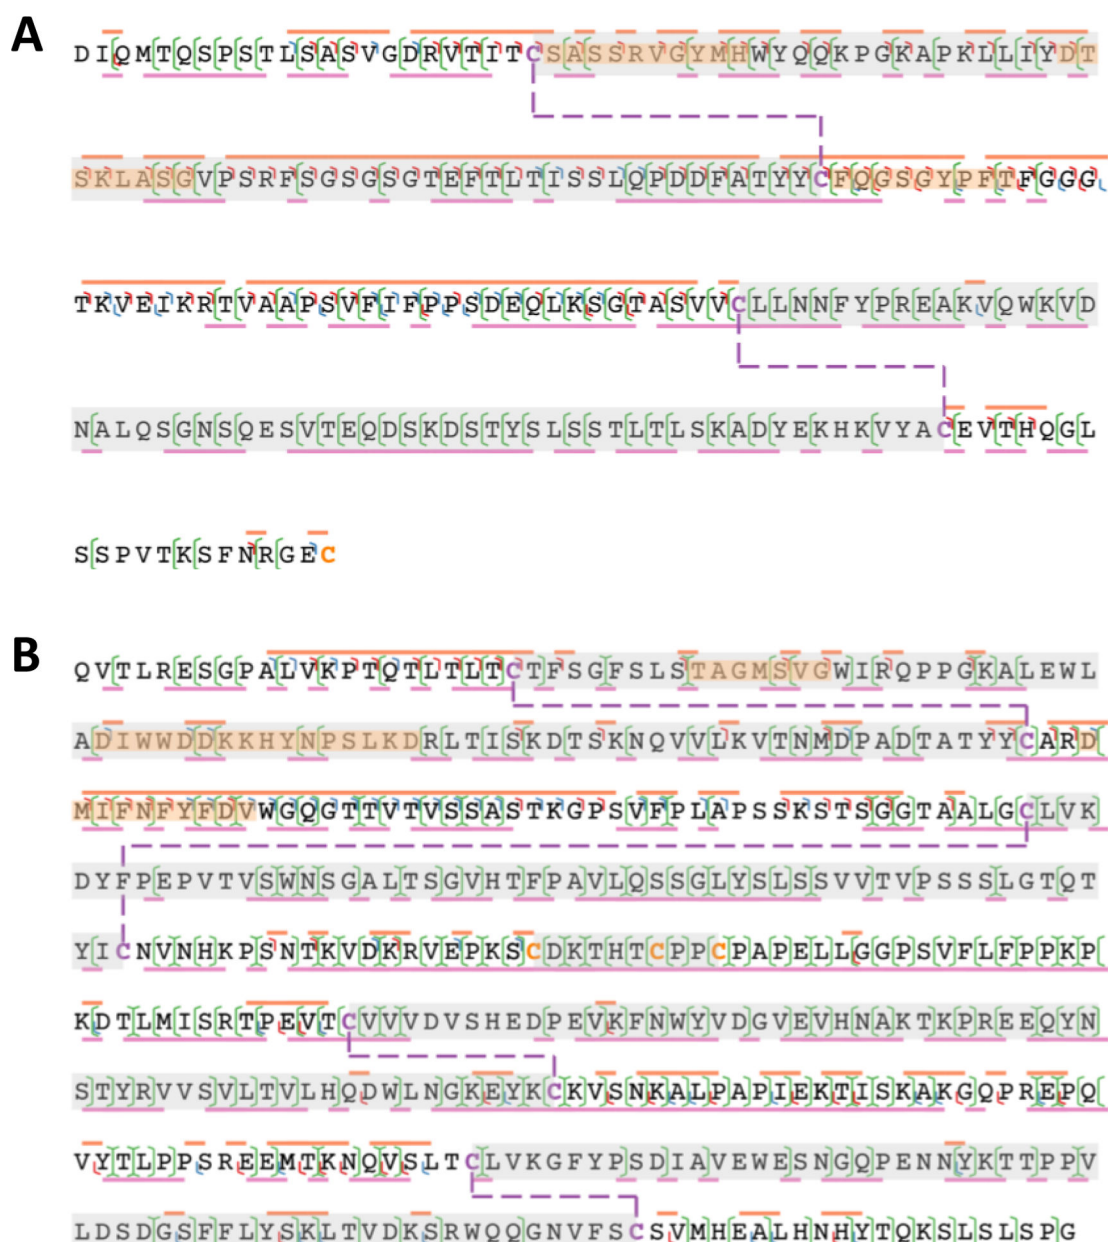 A
DIQMTQSPSTLSASVGDRVTITCSASSRVGYMHWYQQKPGKAPKLLIYDT
SKLASGVPSRFSGSGSGTEFTLTISSLQPDDFATYYCFQGSGYPFTFGGG
TKVEIKRTVAAPSVFIFPPSDEQLKSGTASVVCLLNNFYPREAKVQWKVD
NALQSGNSQESVTEQDSKDSTYSLSSTLTLSKADYEKHKVYACEVTHQGL
SSPVTKSFNRGEC
B
QVTLRESGPALVKPTQTLTLTCTFSGFSLSTAGMSVGWIRQPPGKALEWL
ADIWWDDKKHYNPSLKDRLTISKDTSKNQVVLKVTNMDPADTATYYCARD
MIFNFYFDVWGQGTTVTVSSASTKGPSVFPLAPSSKSTSGGTAALGCLVK
DYFPEPVTVSWNSGALTSGVHTFPAVLQSSGLYSLSSVVTVPSSSLGTQT
YICNVNHKPSNTKVDKRVEPKSCDKTHTCPPCPAPELLGGPSVFLFPPKP
KDTLMISRTPEVTCVVVDVSHEDPEVKFNWYVDGVEVHNAKTKPREEQYN
STYRVVSVLTVLHQDWLNGKEYKCKVSNKALPAPIEKTISKAKGQPREPQ
VYTLPPSREEMTKNQVSLTCLVKGFYPSDIAVEWESNGQPENNYKTTPPV
LDSDGSFFLYSKLTVDKSRWQQGNVFSCSVMHEALHNHYTQKSLSLSPG